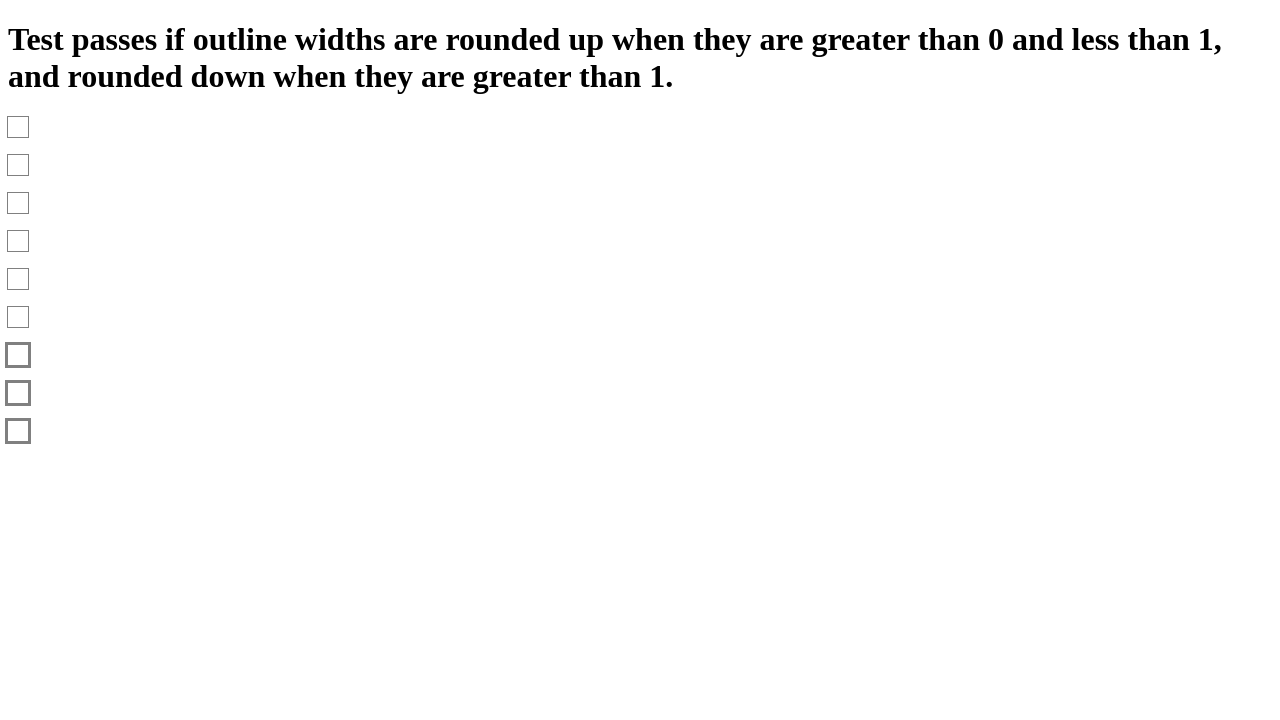 Test passes if outline widths are rounded up when they are greater than 0 and less than 1,
and rounded down when they are greater than 1.